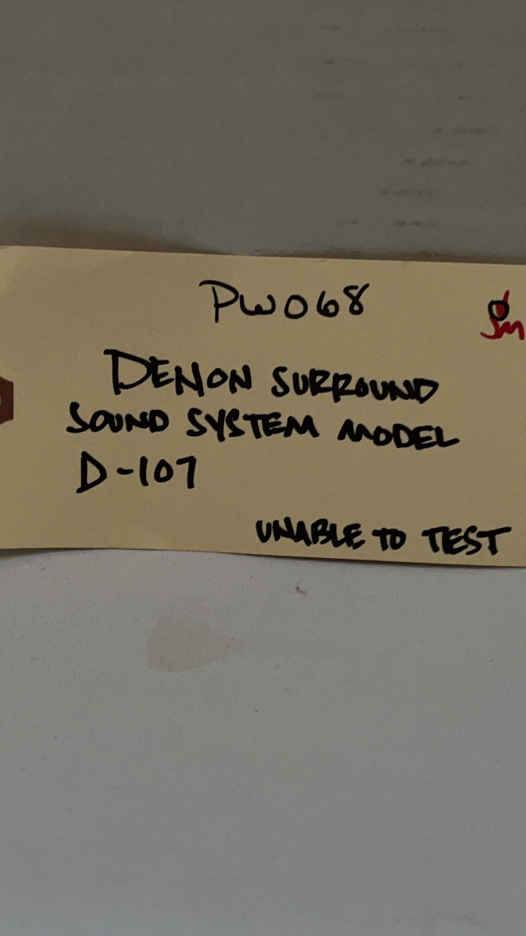 PW068
DENON SURROUND
SOUND SYSTEM MODEL
D-107
UNABLE TO TEST